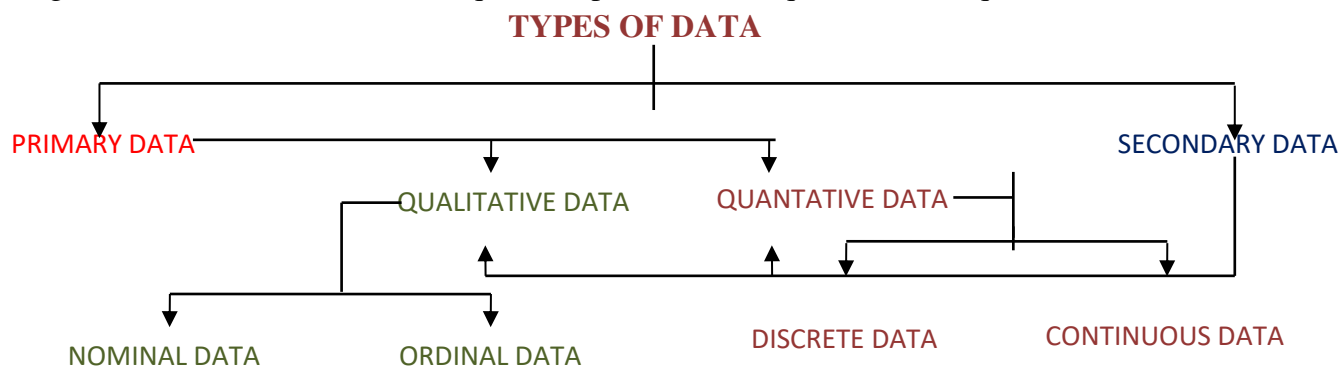 TYPES OF DATA
PRIMARY DATA
SECONDARY DATA
QUALITATIVE DATA
QUANTATIVE DATA
NOMINAL DATA
ORDINAL DATA
DISCRETE DATA
CONTINUOUS DATA